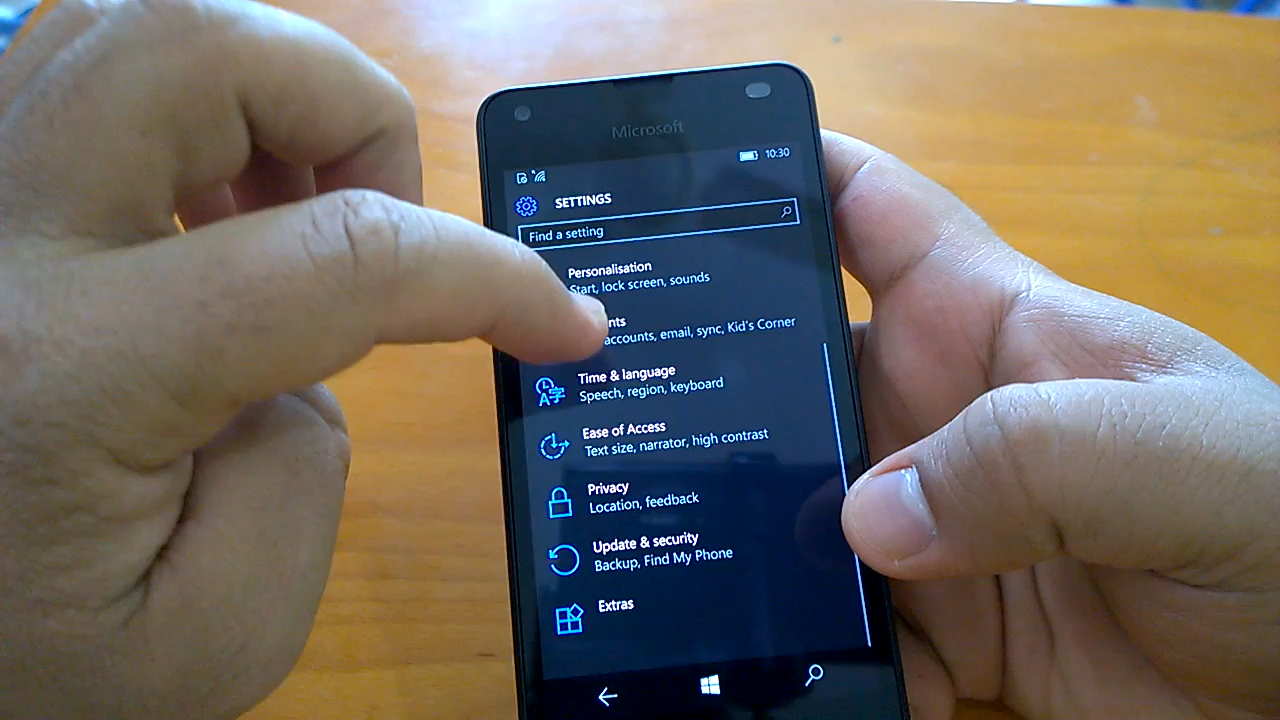 Microsoft
10:30
SETTINGS
Find a setting
Personalisation
Start, lock screen, sounds
nts
accounts, email, sync, Kid's Corner
Time & language
Speech, region, keyboard
Ease of Access
Text size, narrator, high contrast
Privacy
Location, feedback
Update & security
Backup, Find My Phone
Extras